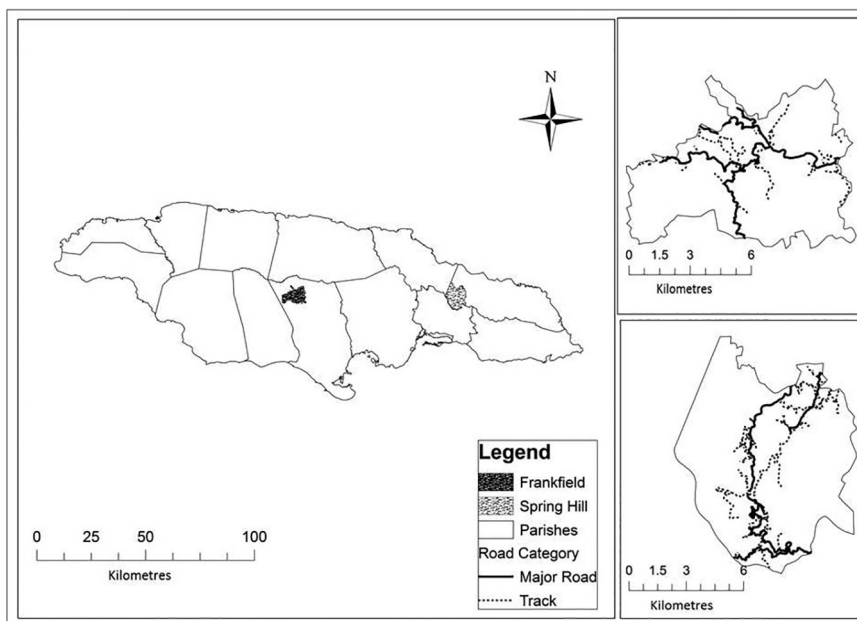 N
Legend
Frankfield
Spring Hill
Parishes
Road Category
Major Road
Track
0 25 50 100
Kilometres
0 1.5 3 6
Kilometres
0 1.5 3 6
Kilometres